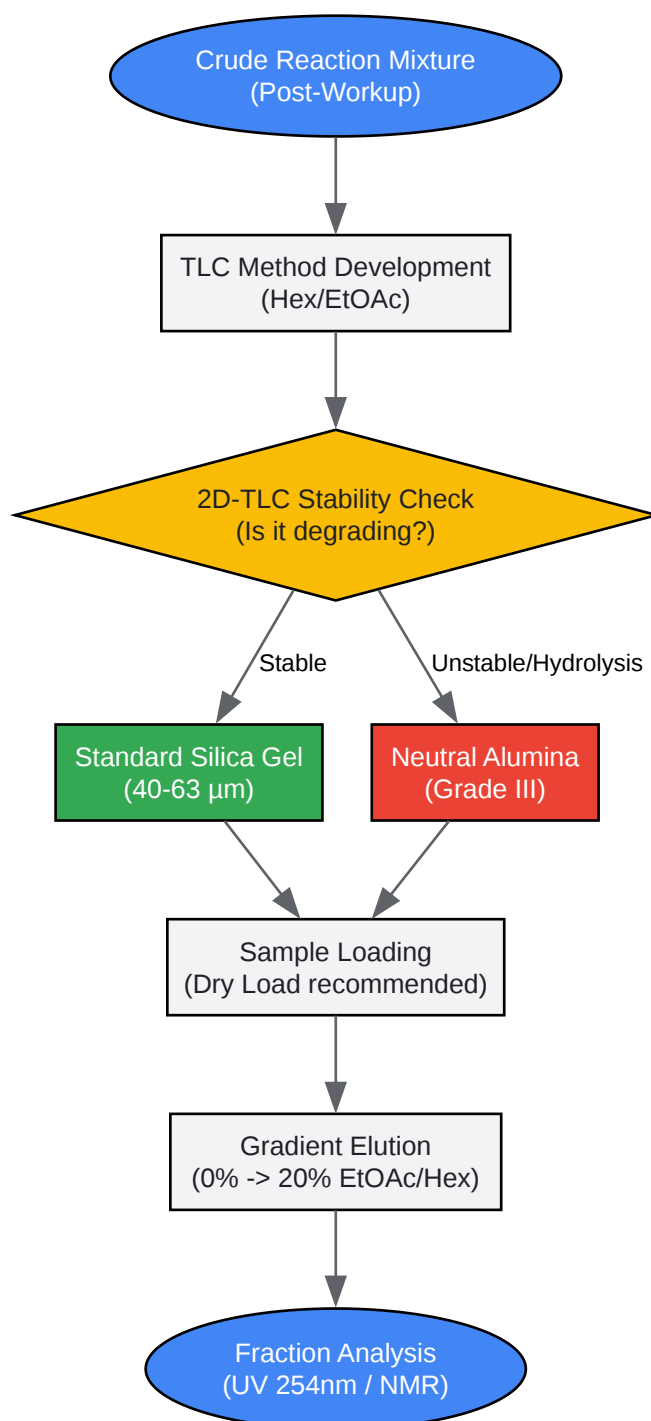 Crude Reaction Mixture
(Post-Workup)
TLC Method Development
(Hex/EtOAc)
2D-TLC Stability Check
(Is it degrading?)
Stable
Unstable/Hydrolysis
Standard Silica Gel
(40-63 µm)
Neutral Alumina
(Grade III)
Sample Loading
(Dry Load recommended)
Gradient Elution
(0% -> 20% EtOAc/Hex)
Fraction Analysis
(UV 254nm / NMR)